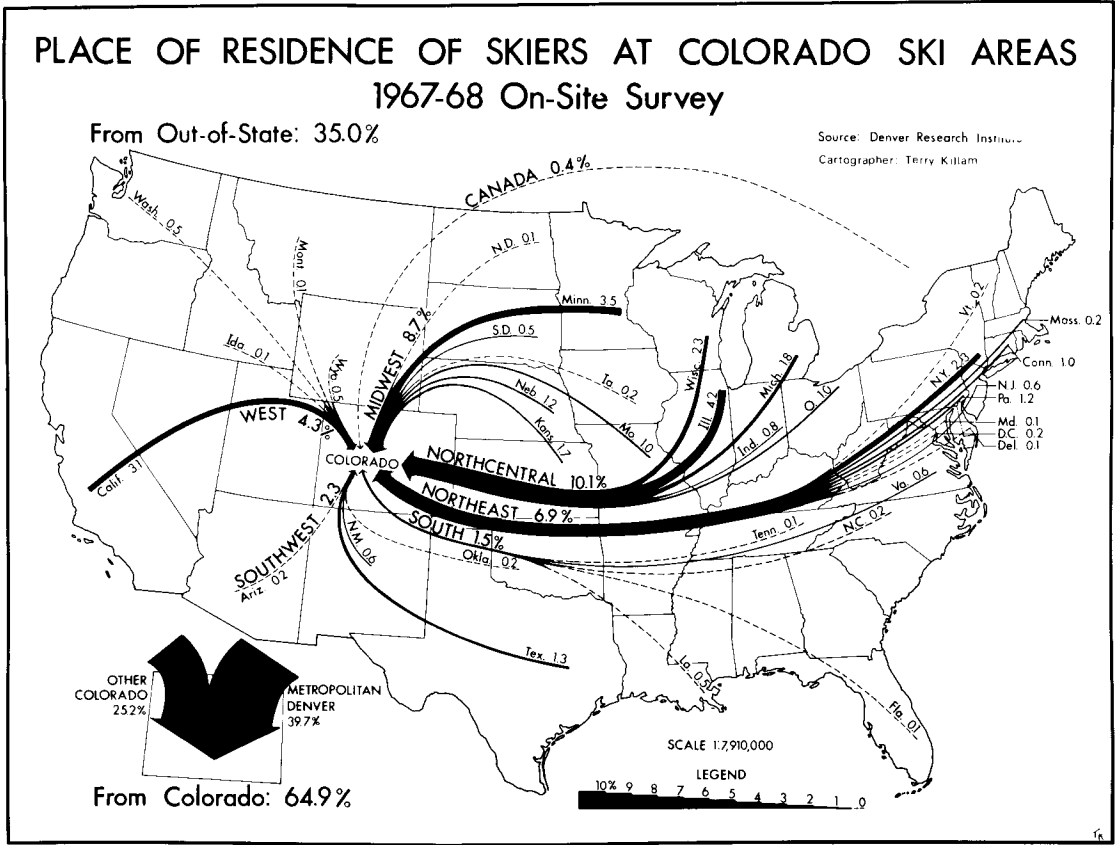 PLACE OF RESIDENCE OF SKIERS AT COLORADO SKI AREAS
1967-68 On-Site Survey
From Out-of-State: 35.0%
Source: Denver Research
Cartographer: Terry Killam
CANADA 0.4%
Wash. 0.5
Mont. 0.1
N.D. 0.1
Minn. 3.5
S.D. 0.5
Vt. 0.2
Mass. 0.2
Conn. 1.0
N.Y. 2.3
N.J. 0.6
Pa. 1.2
Md. 0.1
D.C. 0.2
Del. 0.1
Ida. 0.1
Wyo. 0.5
MIDWEST 8.7%
Ia. 0.2
Neb. 1.2
Kans. 1.7
Mo. 1.0
Wisc. 2.3
Ill. 4.2
Mich. 1.8
Ind. 0.8
O.
WEST 4.3%
Calif. 3.1
COLORADO
NORTHCENTRAL 10.1%
NORTHEAST 6.9%
SOUTH 1.5%
Va. 0.6
Tenn. 0.1
N.C. 0.2
Okla. 0.2
SOUTHWEST 2.3
Ariz. 0.2
N.M. 0.6
Tex. 1.3
La. 0.5
Fla. 0.1
OTHER
COLORADO
25.2%
METROPOLITAN
DENVER
39.7%
From Colorado: 64.9%
SCALE 1:7,910,000
LEGEND
10% 9 8 7 6 5 4 3 2 1 0